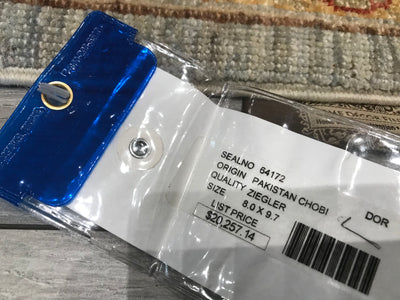 SEALNO 64172
ORIGIN PAKISTAN CHOBI
QUALITY ZIEGLER
SIZE 8.0 X 9.7
DOR
LIST PRICE
$20,257.14